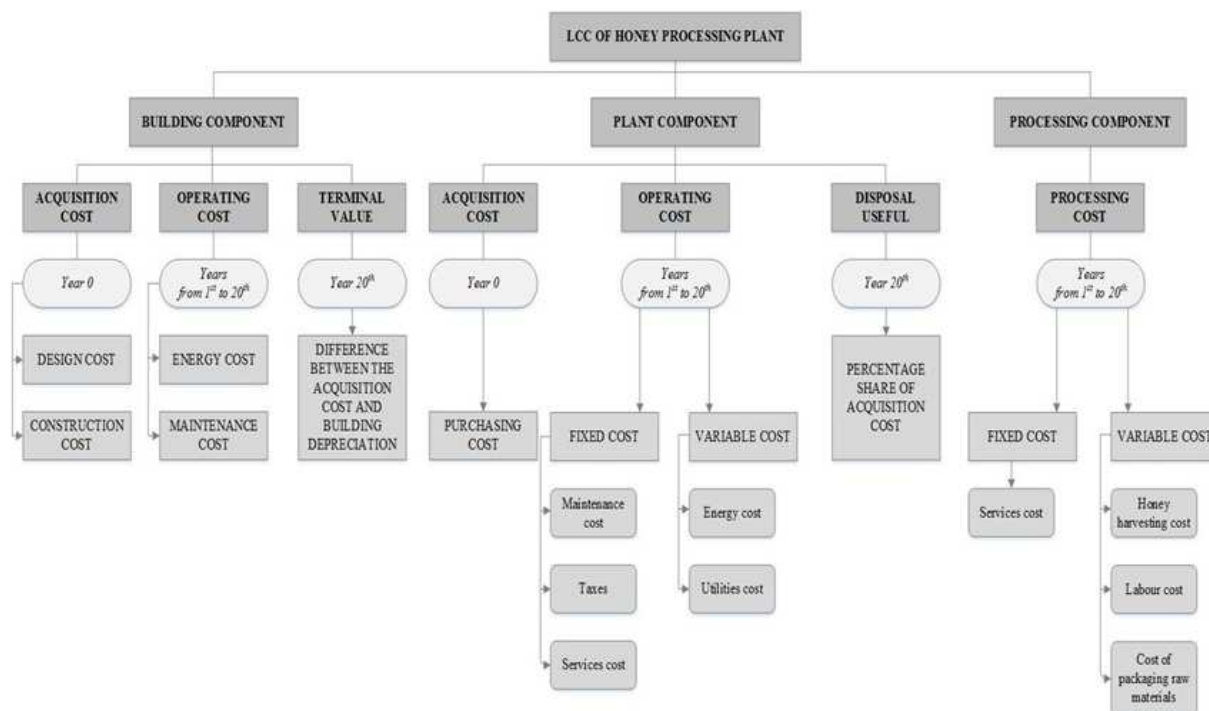 LCC OF HONEY PROCESSING PLANT
BUILDING COMPONENT
PLANT COMPONENT
PROCESSING COMPONENT
ACQUISITION
COST
OPERATING
COST
TERMINAL
VALUE
ACQUISITION
COST
OPERATING
COST
DISPOSAL
USEFUL
PROCESSING
COST
Year 0
Years
from 1st to 20th
Year 20th
Year 0
Years
from 1st to 20th
Year 20th
Years
from 1st to 20th
DESIGN COST
CONSTRUCTION
COST
ENERGY COST
MAINTENANCE
COST
DIFFERENCE
BETWEEN THE
ACQUISITION
COST AND
BUILDING
DEPRECIATION
PURCHASING
COST
FIXED COST
VARIABLE COST
PERCENTAGE
SHARE OF
ACQUISITION
COST
FIXED COST
VARIABLE COST
Maintenance
cost
Taxes
Services cost
Energy cost
Utilities cost
Services cost
Honey
harvesting cost
Labour cost
Cost of
packaging raw
materials